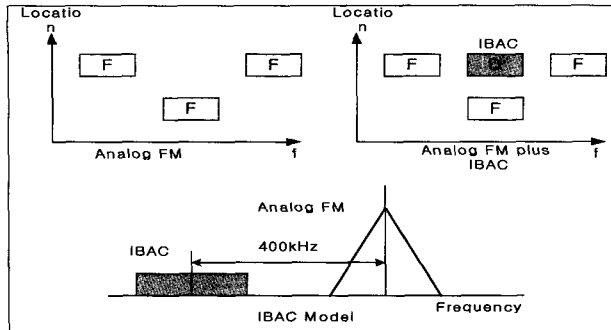 Locatio
n
F
F
F
Analog FM
f
Locatio
n
IBAC
F
F
F
Analog FM plus
f
IBAC
Analog FM
IBAC
400kHz
Frequency
IBAC Model